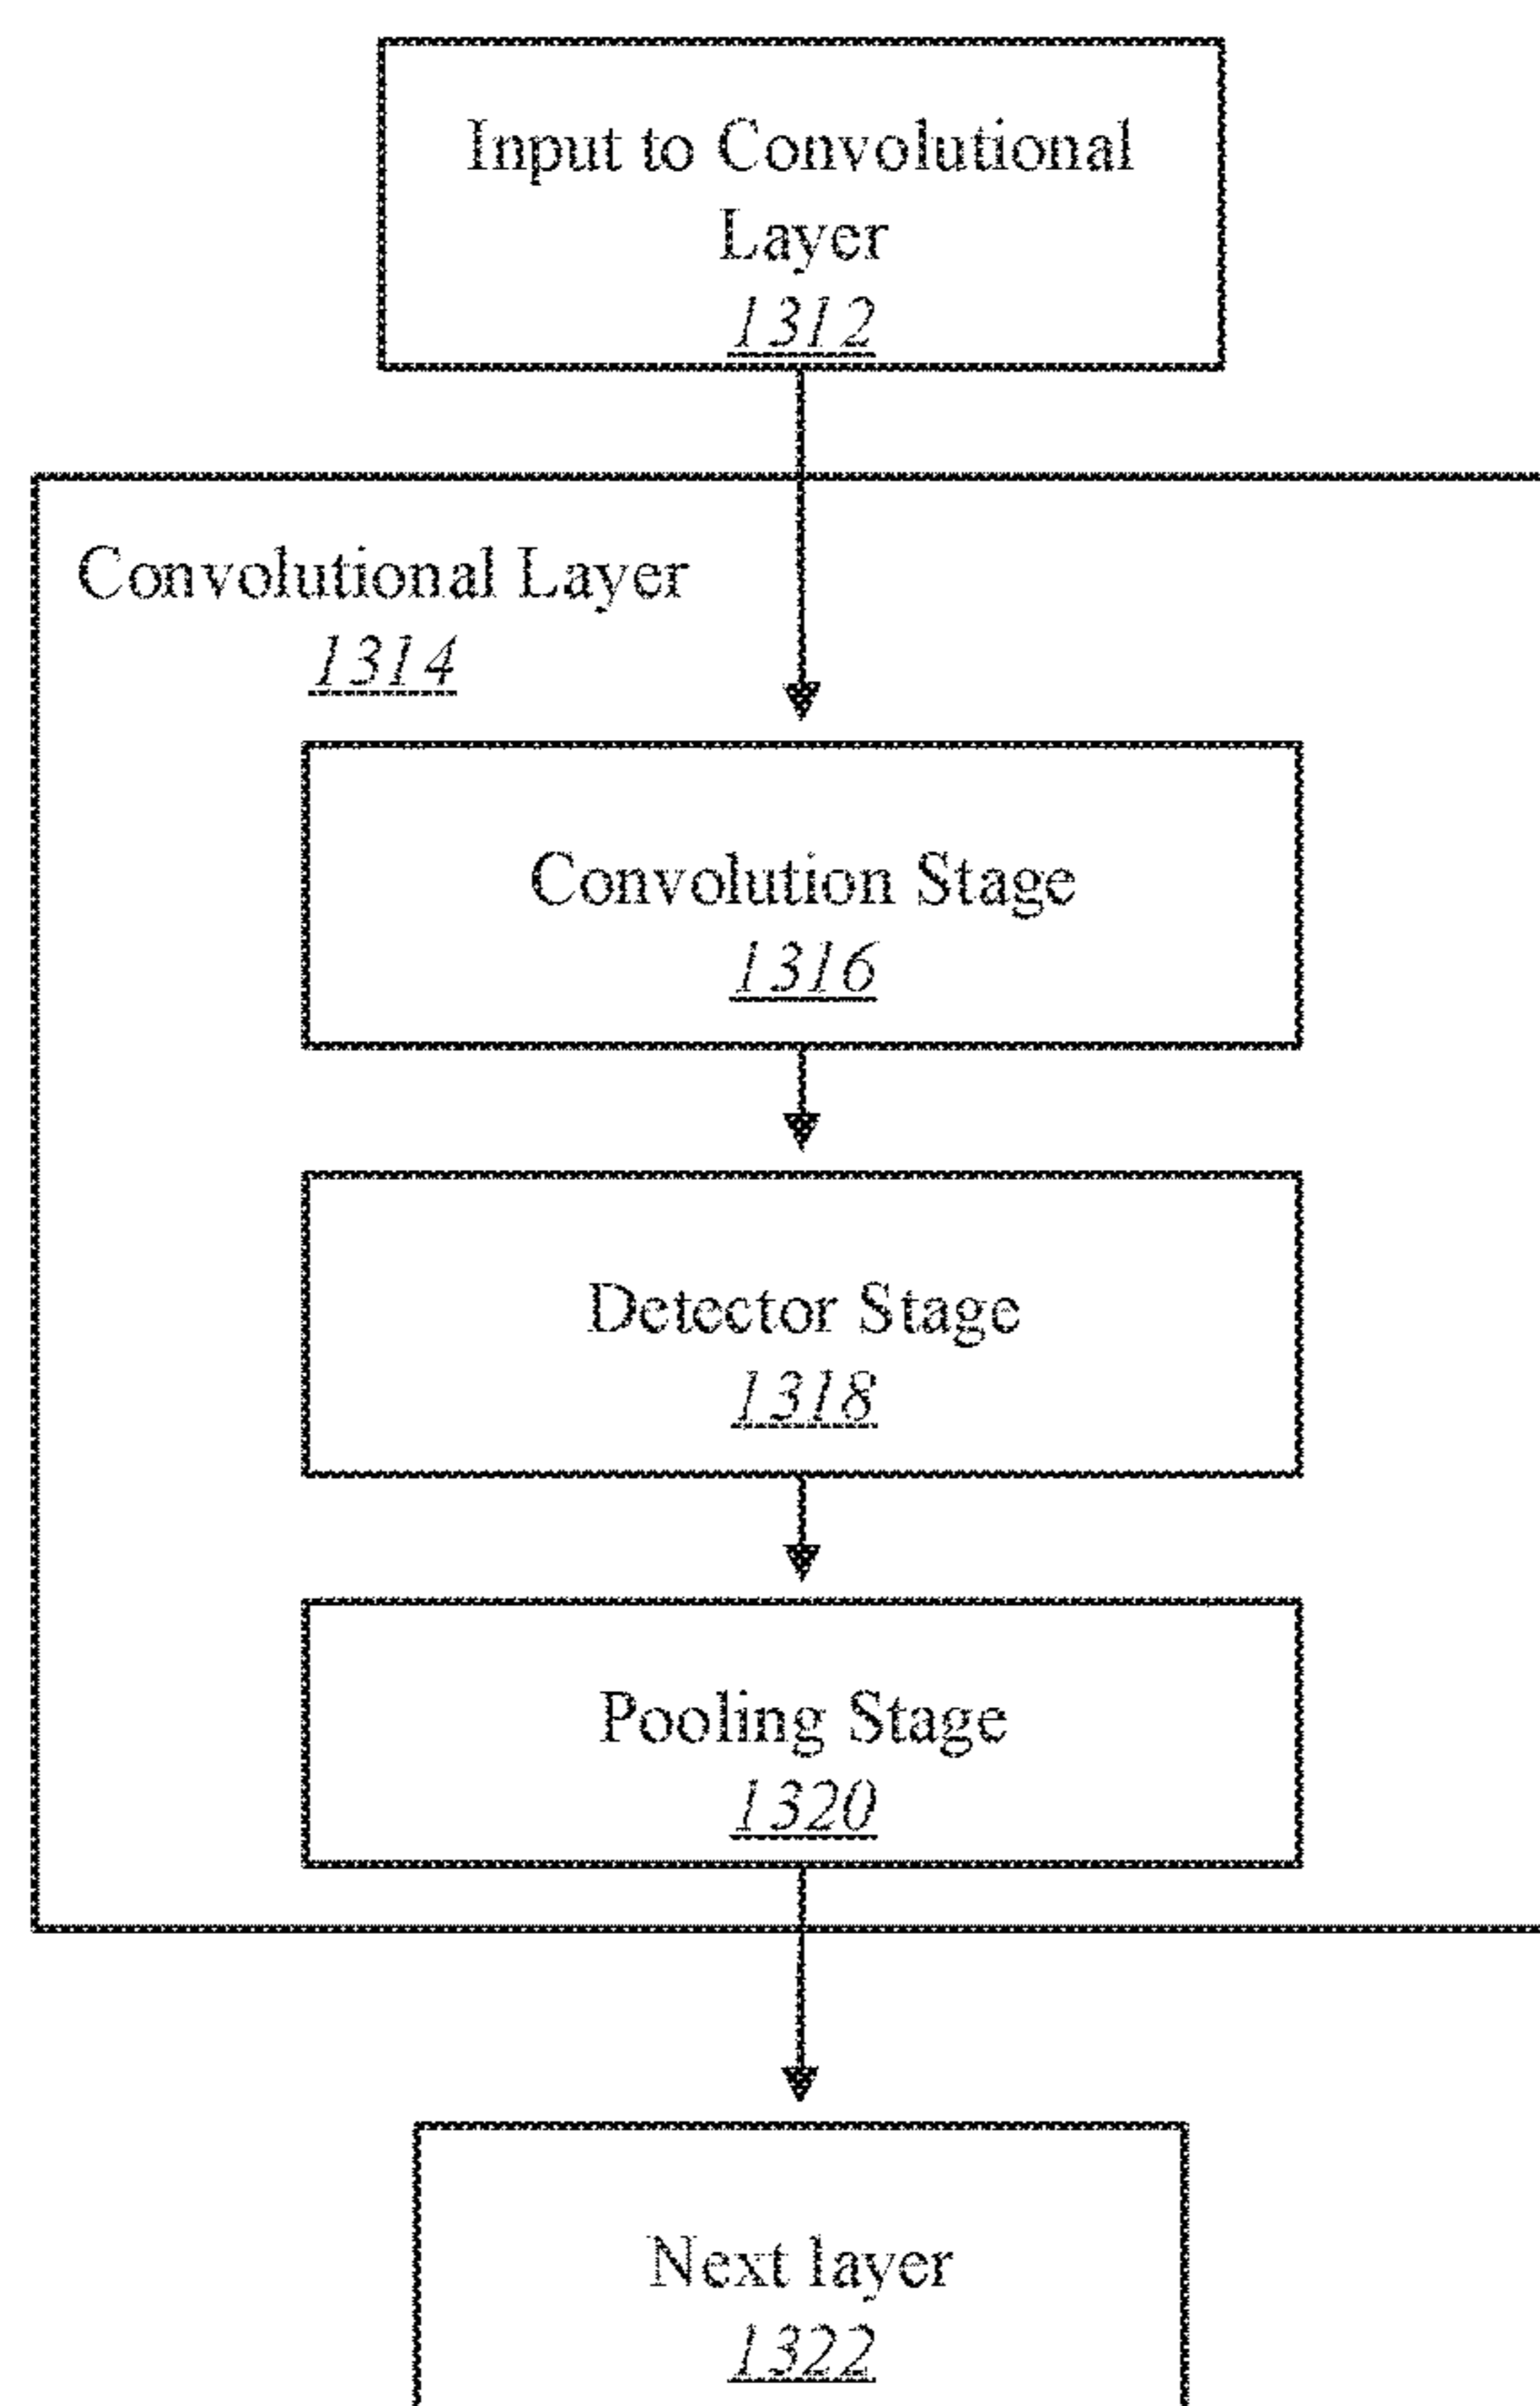 Input to Convolutional
Layer
1312
Convolutional Layer
1314
Convolution Stage
1316
Detector Stage
1318
Pooling Stage
1320
Next layer
1322